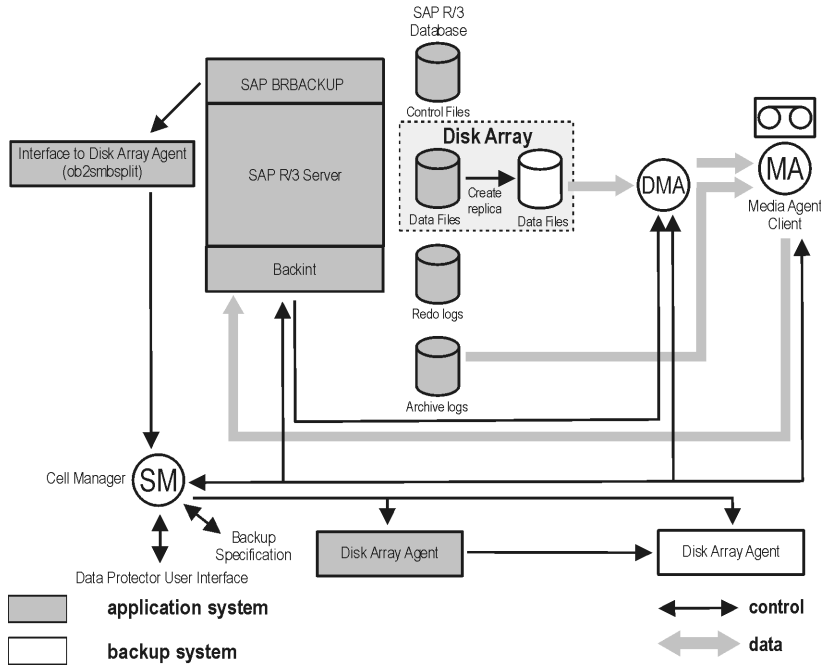 SAP R/3
Database
SAP BRBACKUP
Control Files
Interface to Disk Array Agent
(ob2smbsplit)
Disk Array
SAP R/3 Server
Create
replica
Data Files
Data Files
DMA
MA
Media Agent
Client
Backint
Redo logs
Archive logs
Cell Manager
SM
Backup
Specification
Disk Array Agent
Disk Array Agent
Data Protector User Interface
application system
control
backup system
data